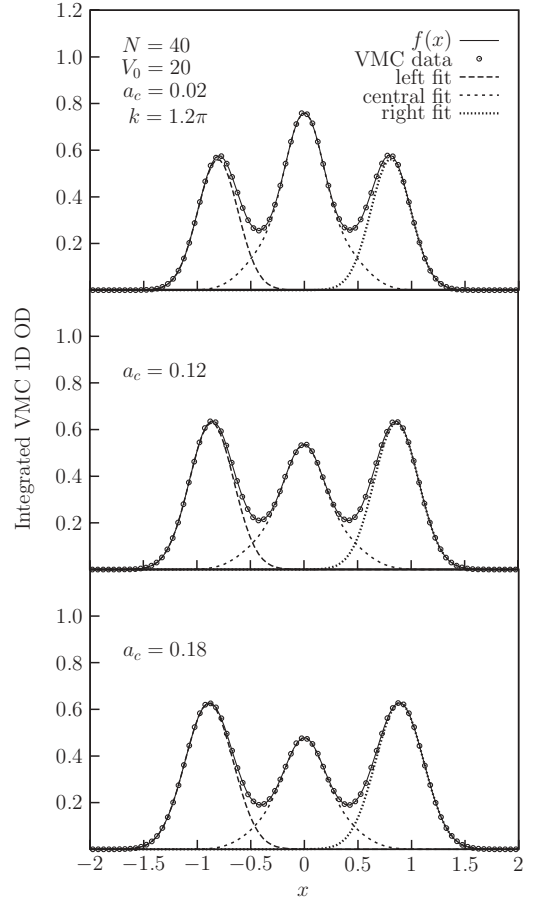 1.2
1.0
0.8
0.6
0.4
0.2
N = 40
V₀ = 20
a_c = 0.02
k = 1.2π
f(x)
VMC data
left fit
central fit
right fit
Integrated VMC 1D OD
1.0
0.8
0.6
0.4
0.2
a_c = 0.12
1.0
0.8
0.6
0.4
0.2
a_c = 0.18
−2 −1.5 −1 −0.5 0 0.5 1 1.5 2
x